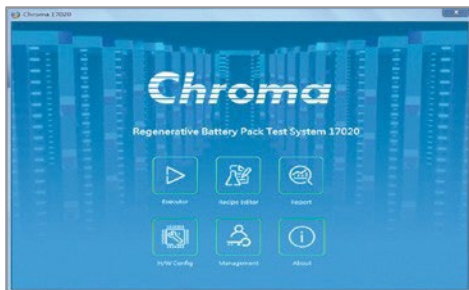 Chroma 17020
Chroma
Regenerative Battery Pack Test System 17020
Executor
Recipe Editor
Report
H/W Config
Management
About